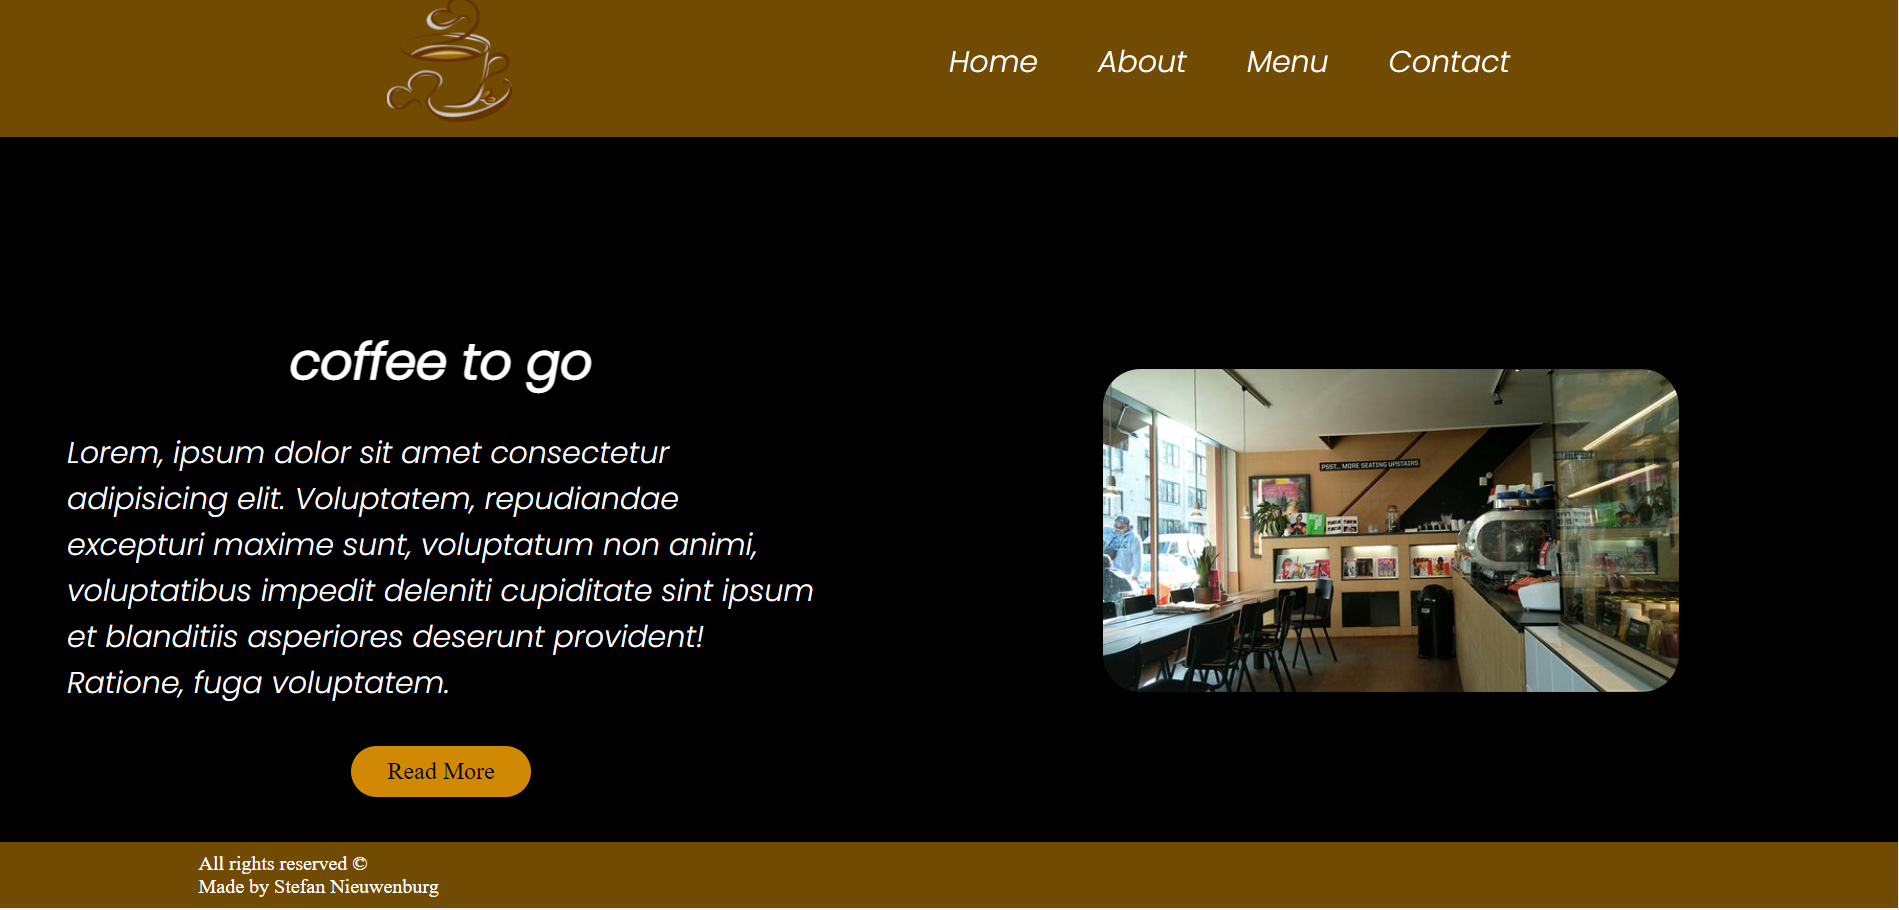 Home About Menu Contact
coffee to go
Lorem, ipsum dolor sit amet consectetur
adipisicing elit. Voluptatem, repudiandae
excepturi maxime sunt, voluptatum non animi,
voluptatibus impedit deleniti cupiditate sint ipsum
et blanditiis asperiores deserunt provident!
Ratione, fuga voluptatem.
PSST... MORE SEATING UPSTAIRS
Read More
All rights reserved ©
Made by Stefan Nieuwenburg